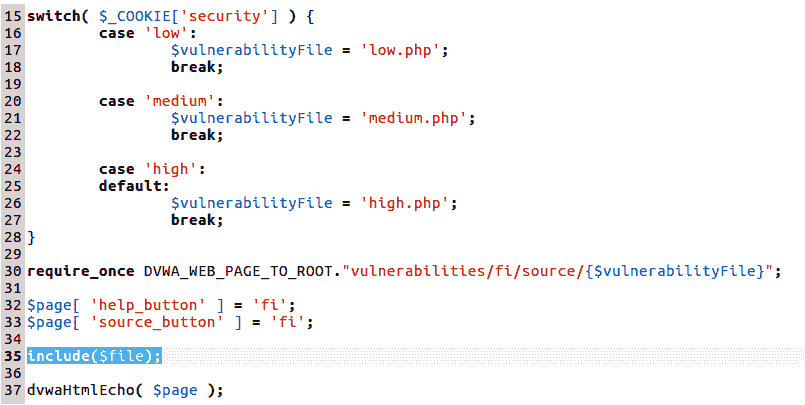 15 switch( $_COOKIE['security'] ) {
16 case 'low':
17 $vulnerabilityFile = 'low.php';
18 break;
19
20 case 'medium':
21 $vulnerabilityFile = 'medium.php';
22 break;
23
24 case 'high':
25 default:
26 $vulnerabilityFile = 'high.php';
27 break;
28 }
29
30 require_once DVWA_WEB_PAGE_TO_ROOT."vulnerabilities/fi/source/{$vulnerabilityFile}";
31
32 $page[ 'help_button' ] = 'fi';
33 $page[ 'source_button' ] = 'fi';
34
35 include($file);
36
37 dvwaHtmlEcho( $page );